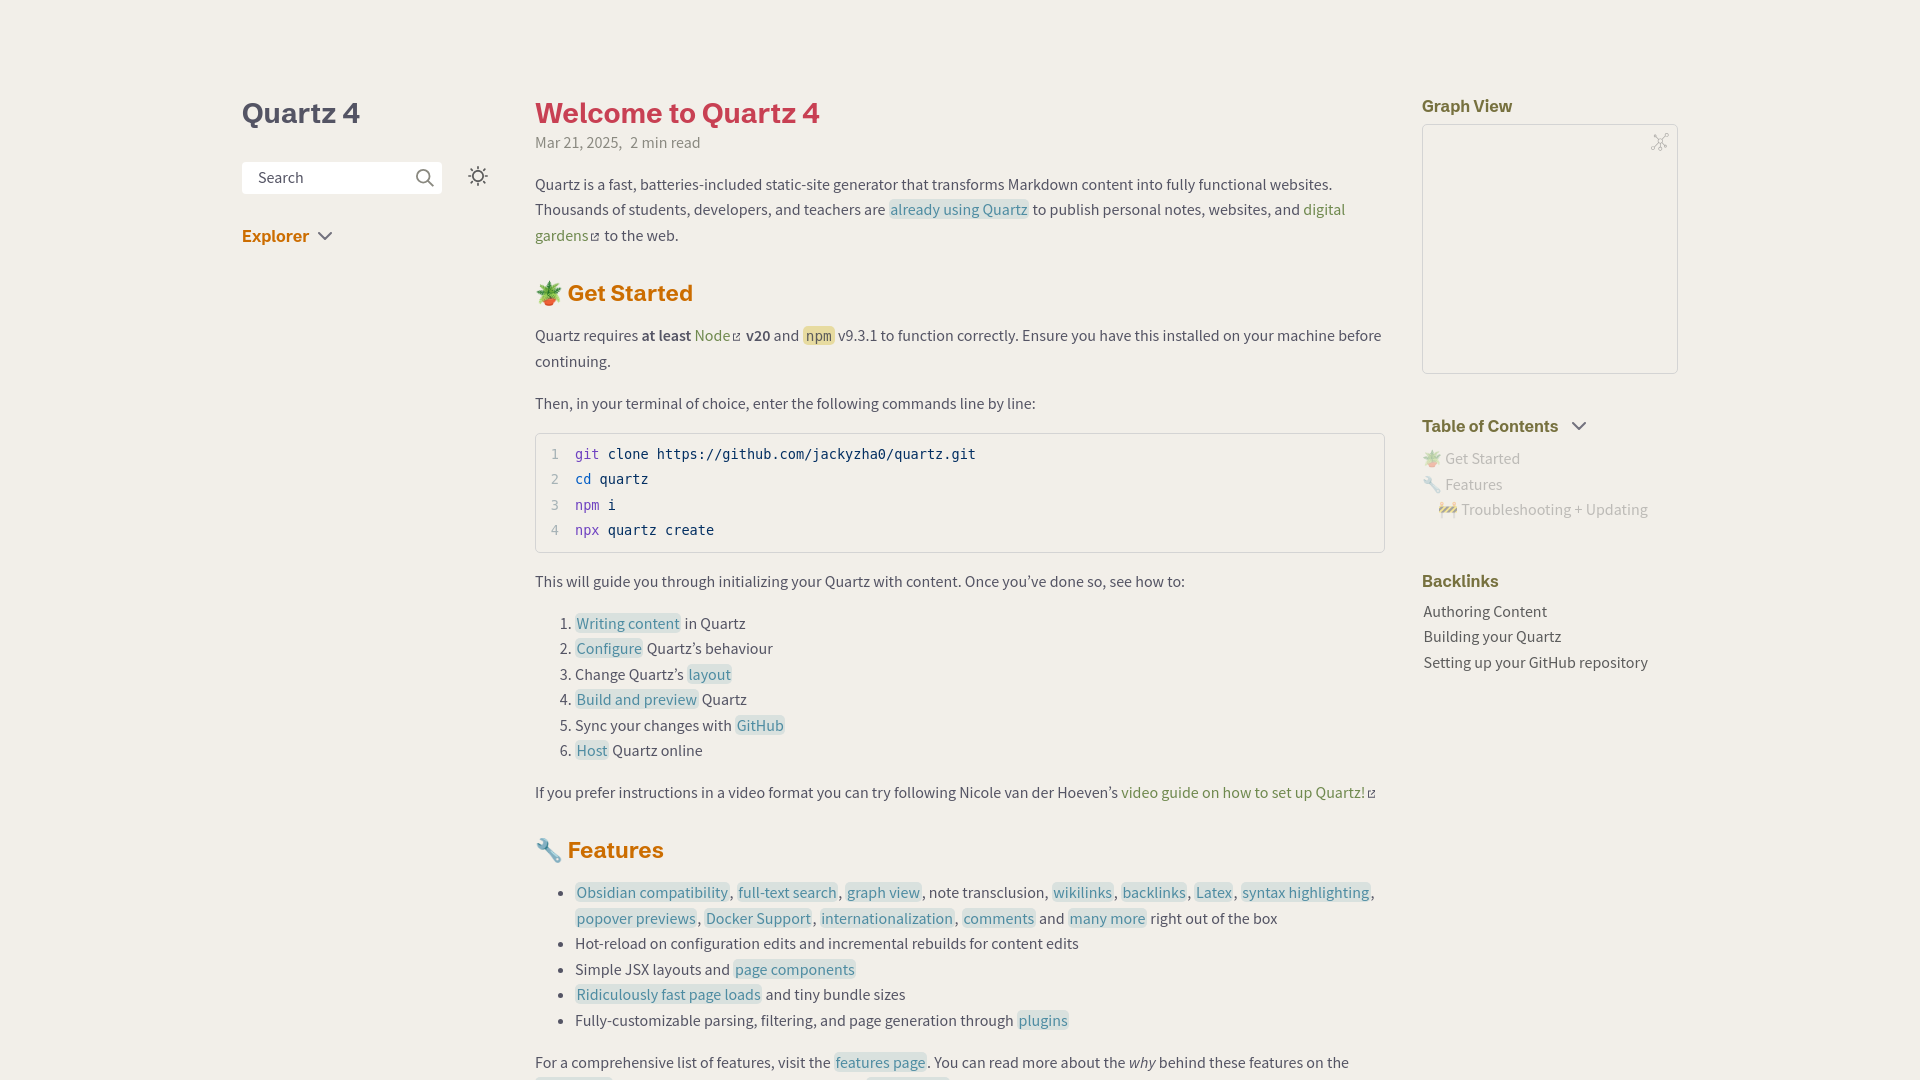 Quartz 4
Search
Explorer
Welcome to Quartz 4
Mar 21, 2025, 2 min read
Quartz is a fast, batteries-included static-site generator that transforms Markdown content into fully functional websites.
Thousands of students, developers, and teachers are already using Quartz to publish personal notes, websites, and digital
gardens to the web.
🪴 Get Started
Quartz requires at least Node v20 and npm v9.3.1 to function correctly. Ensure you have this installed on your machine before
continuing.
Then, in your terminal of choice, enter the following commands line by line:
1 git clone https://github.com/jackyzha0/quartz.git
2 cd quartz
3 npm i
4 npx quartz create
This will guide you through initializing your Quartz with content. Once you’ve done so, see how to:
1. Writing content in Quartz
2. Configure Quartz’s behaviour
3. Change Quartz’s layout
4. Build and preview Quartz
5. Sync your changes with GitHub
6. Host Quartz online
If you prefer instructions in a video format you can try following Nicole van der Hoeven’s video guide on how to set up Quartz!
🔧 Features
• Obsidian compatibility, full-text search, graph view, note transclusion, wikilinks, backlinks, Latex, syntax highlighting,
popover previews, Docker Support, internationalization, comments and many more right out of the box
• Hot-reload on configuration edits and incremental rebuilds for content edits
• Simple JSX layouts and page components
• Ridiculously fast page loads and tiny bundle sizes
• Fully-customizable parsing, filtering, and page generation through plugins
For a comprehensive list of features, visit the features page. You can read more about the why behind these features on the
Graph View
Table of Contents
🪴 Get Started
🔧 Features
🚧 Troubleshooting + Updating
Backlinks
Authoring Content
Building your Quartz
Setting up your GitHub repository